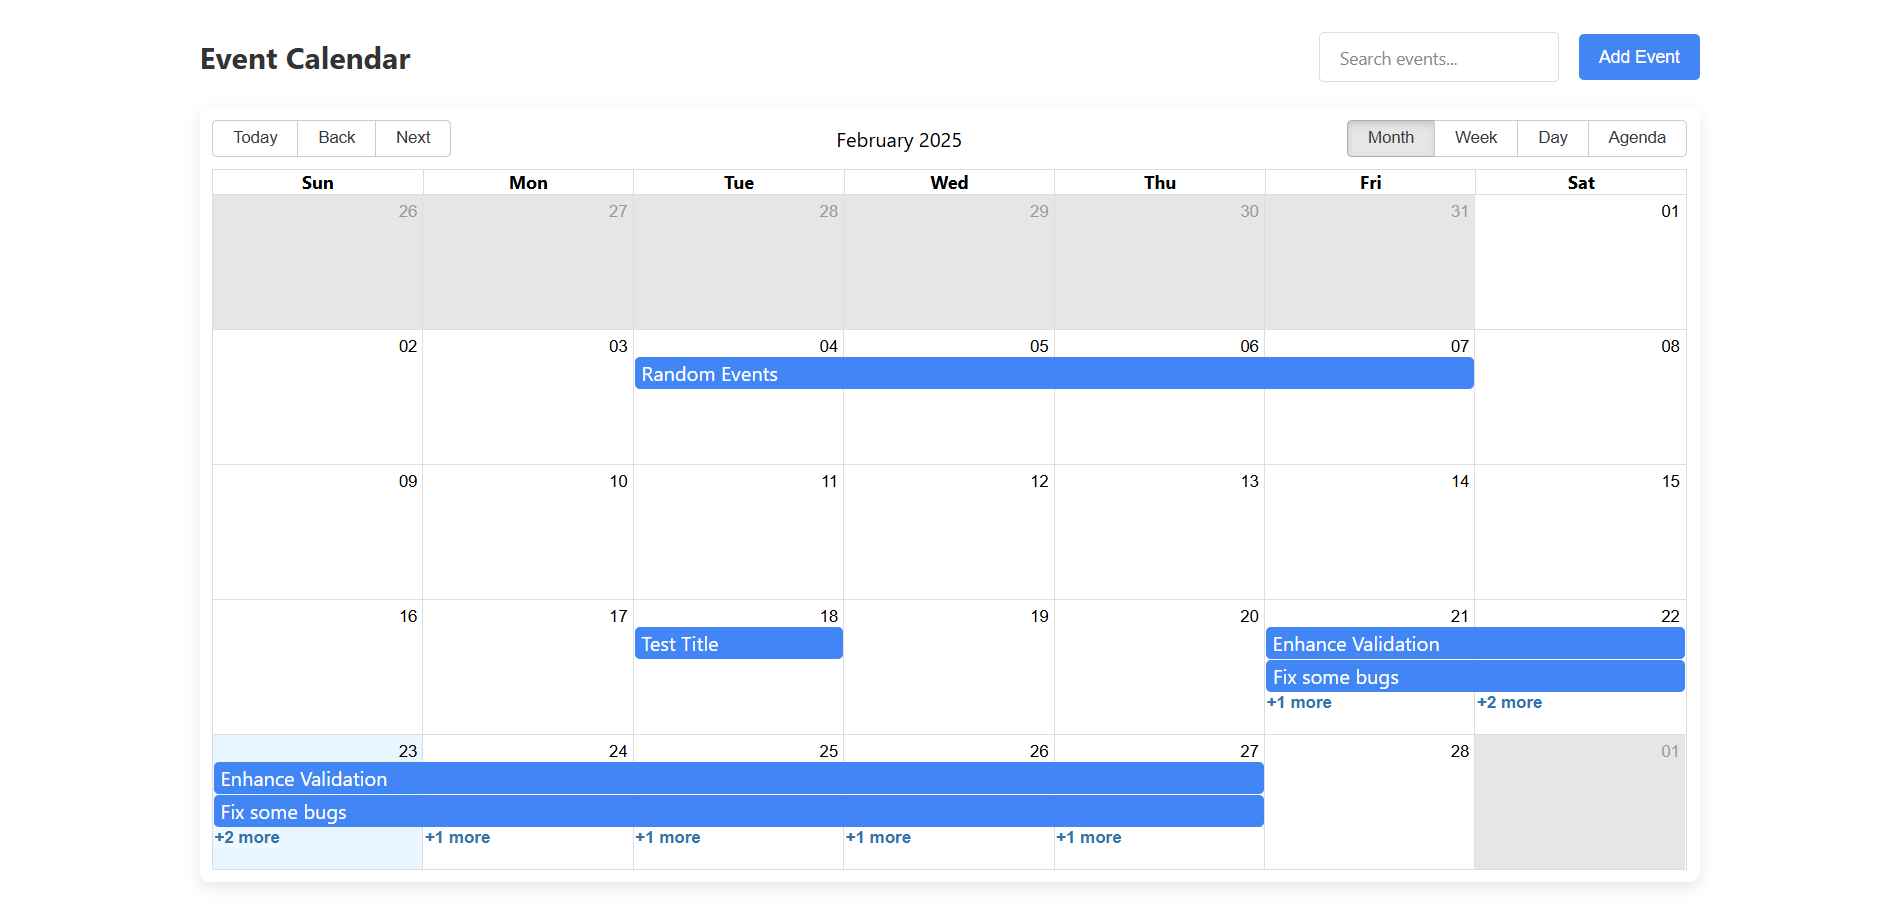 Event Calendar
Search events...
Add Event
Today Back Next
February 2025
Month Week Day Agenda
Sun Mon Tue Wed Thu Fri Sat
26 27 28 29 30 31 01
02 03 04 05 06 07 08
Random Events
09 10 11 12 13 14 15
16 17 18 19 20 21 22
Test Title Enhance Validation
Fix some bugs
+1 more +2 more
23 24 25 26 27 28 01
Enhance Validation
Fix some bugs
+2 more +1 more +1 more +1 more +1 more